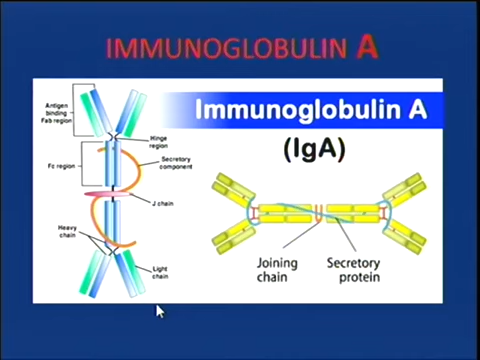 IMMUNOGLOBULIN A
Antigen
binding
Fab region
Hinge
region
Fc region
Secretory
component
J chain
Heavy
chain
Light
chain
Immunoglobulin A
(IgA)
Joining
chain
Secretory
protein